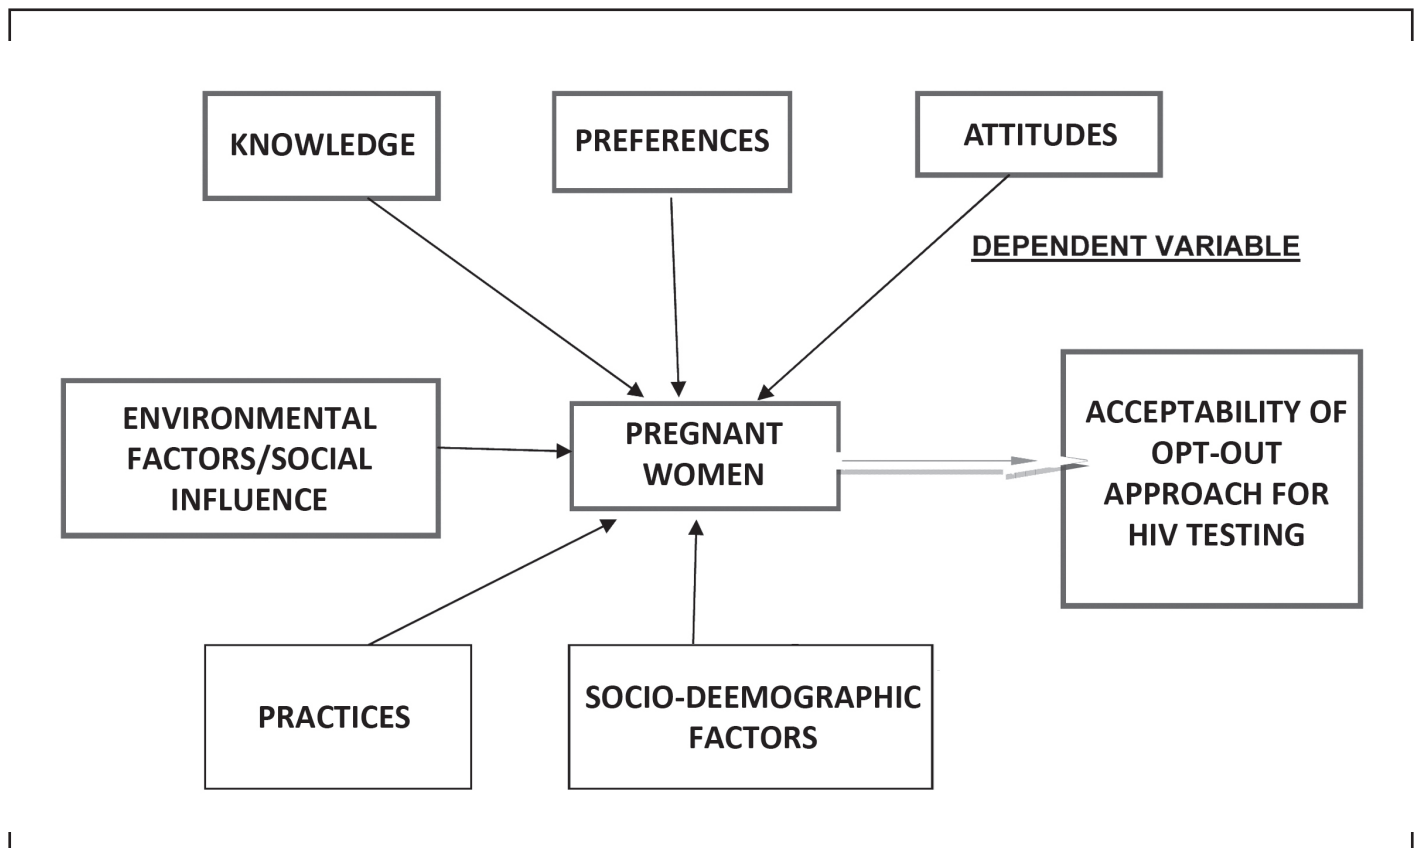 KNOWLEDGE
PREFERENCES
ATTITUDES
DEPENDENT VARIABLE
ENVIRONMENTAL
FACTORS/SOCIAL
INFLUENCE
PREGNANT
WOMEN
ACCEPTABILITY OF
OPT-OUT
APPROACH FOR
HIV TESTING
PRACTICES
SOCIO-DEEMOGRAPHIC
FACTORS